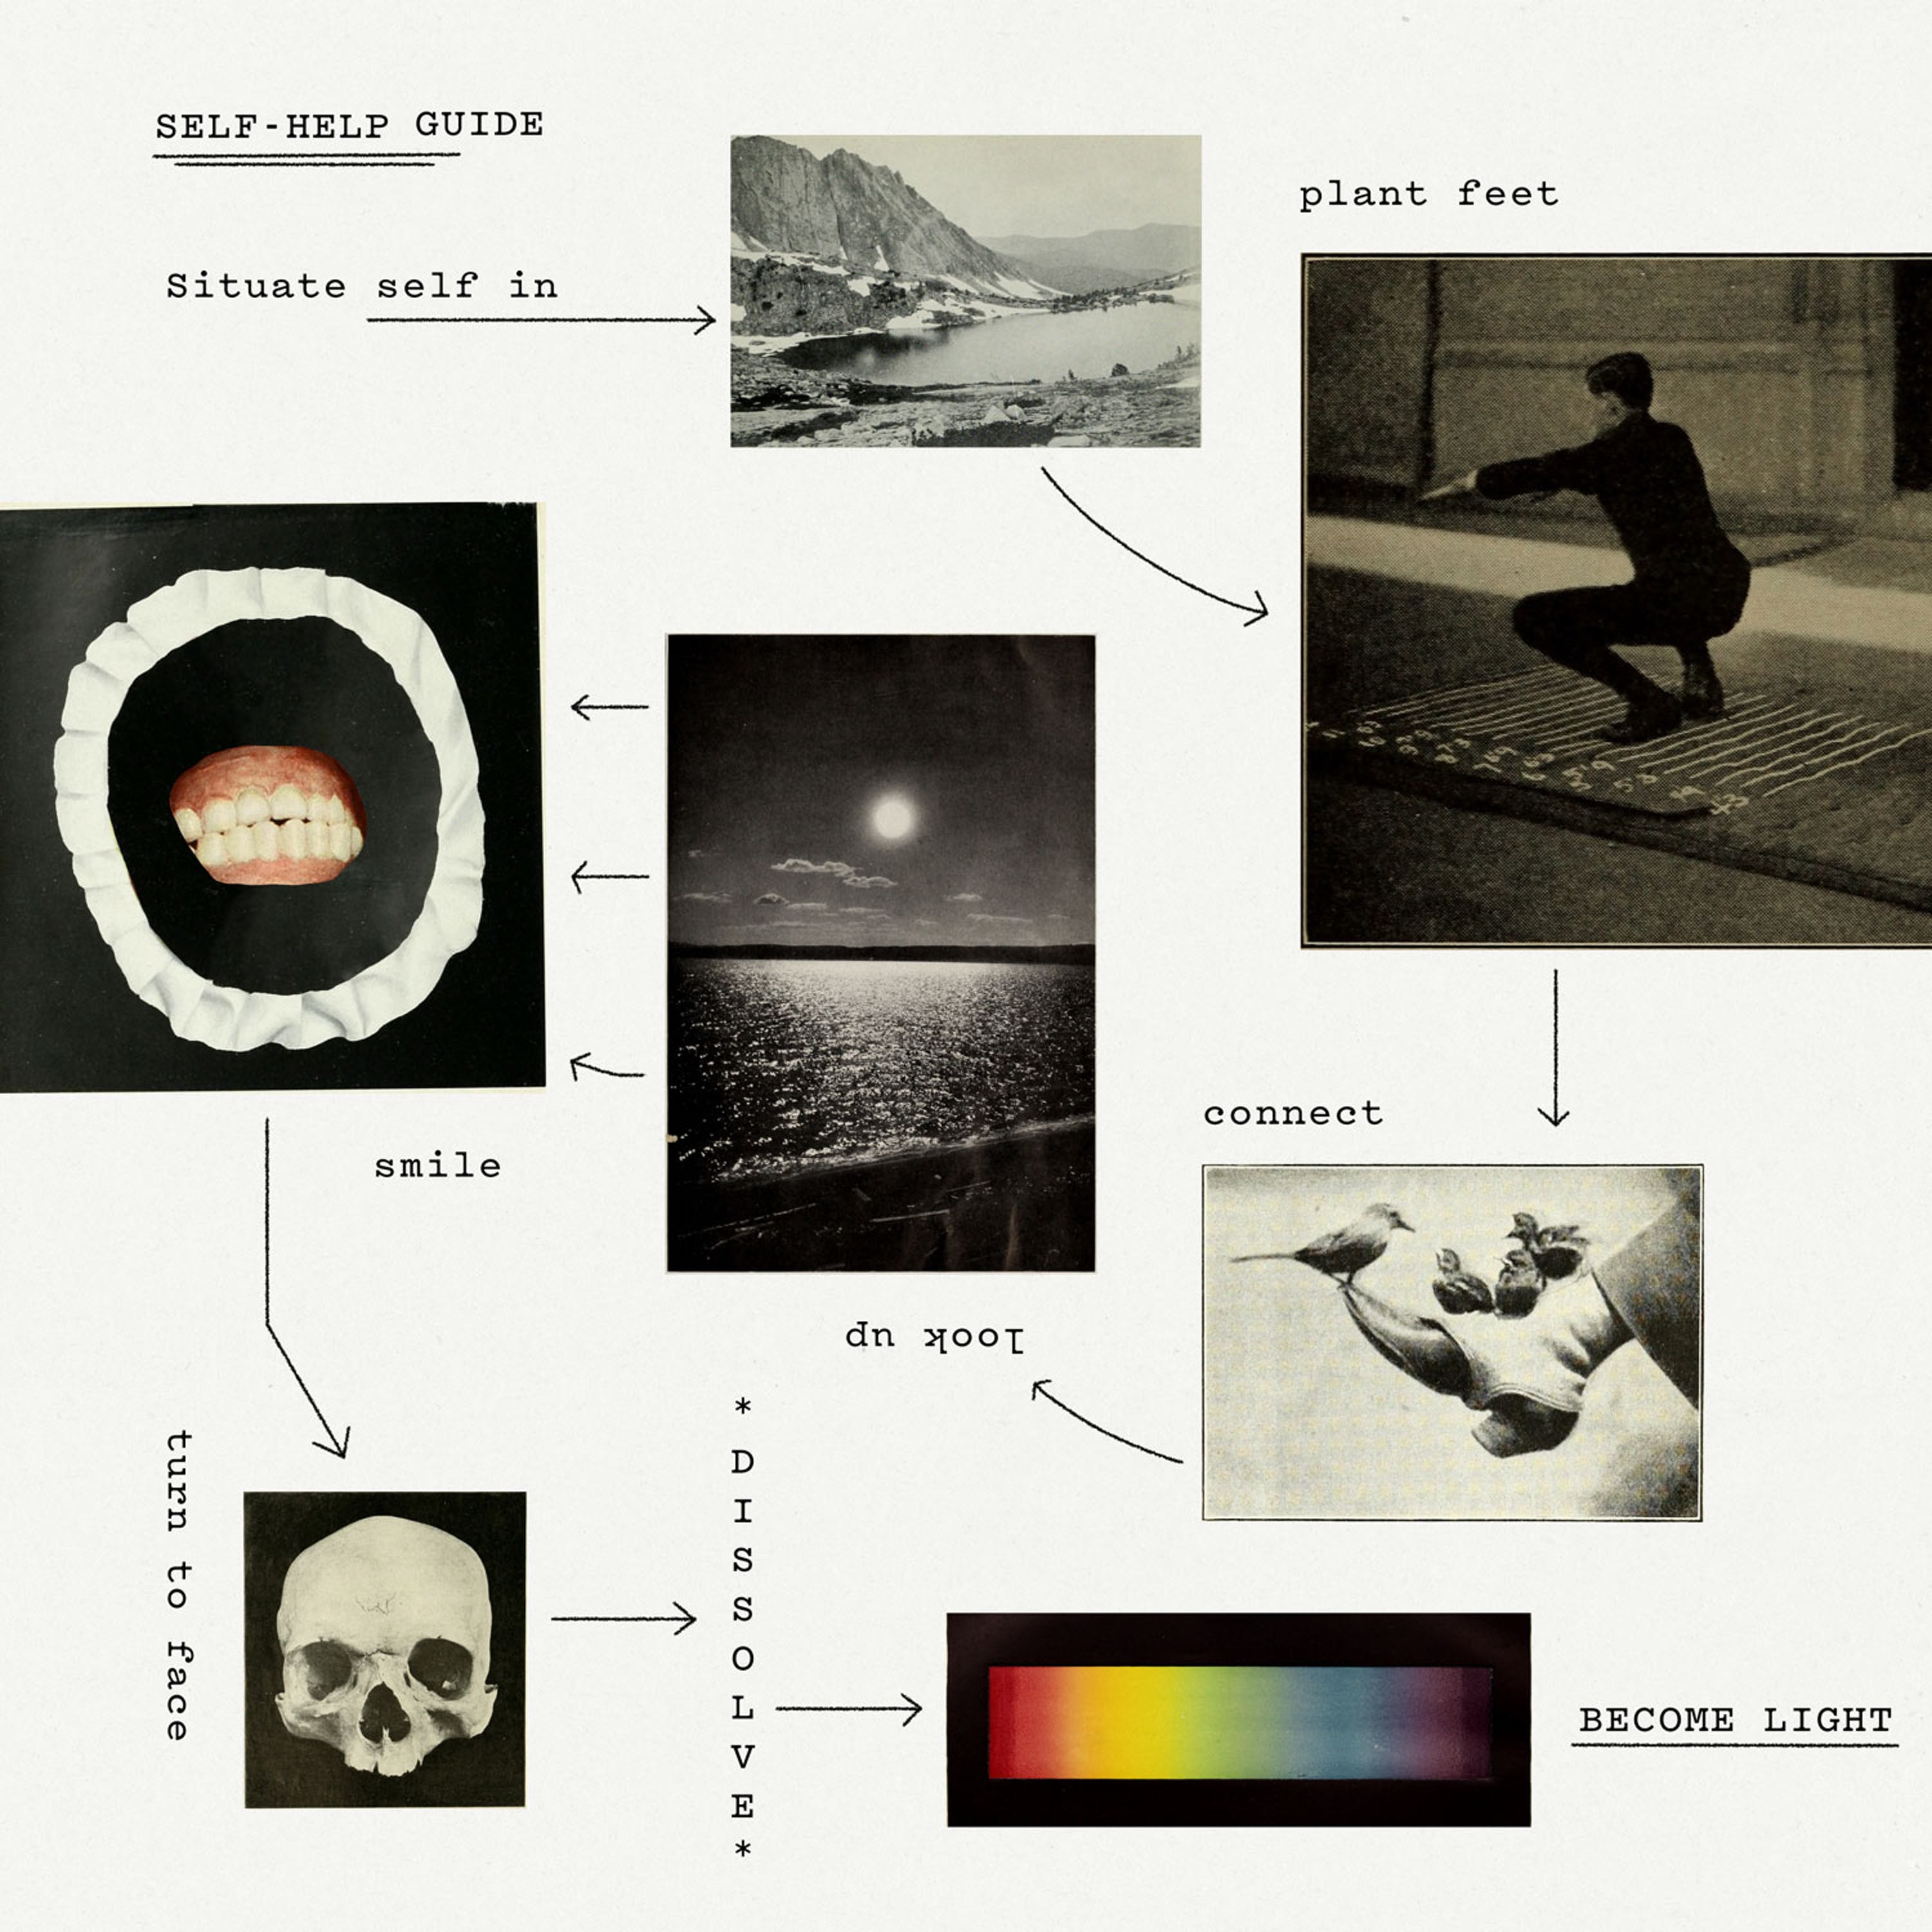 SELF-HELP GUIDE
Situate self in
plant feet
connect
look up
smile
turn to face
*DISSOLVE*
BECOME LIGHT